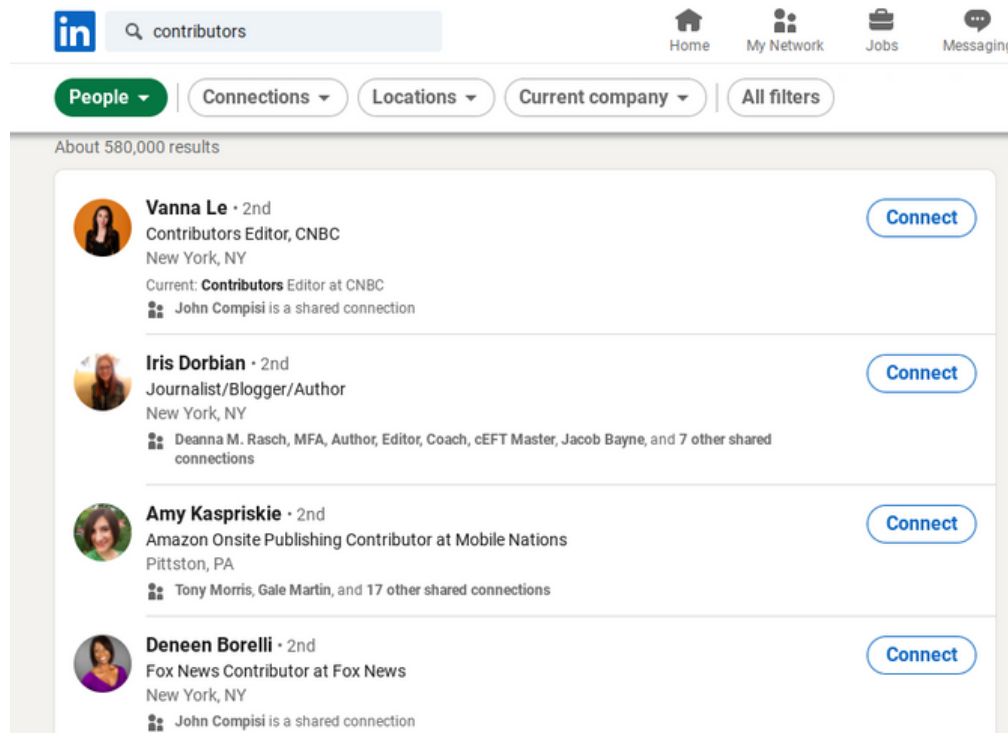 in
contributors
Home
My Network
Jobs
Messaging
People
Connections
Locations
Current company
All filters
About 580,000 results
Vanna Le • 2nd
Contributors Editor, CNBC
New York, NY
Current: Contributors Editor at CNBC
John Compisi is a shared connection
Connect
Iris Dorbian • 2nd
Journalist/Blogger/Author
New York, NY
Deanna M. Rasch, MFA, Author, Editor, Coach, cEFT Master, Jacob Bayne, and 7 other shared
connections
Connect
Amy Kaspriskie • 2nd
Amazon Onsite Publishing Contributor at Mobile Nations
Pittston, PA
Tony Morris, Gale Martin, and 17 other shared connections
Connect
Deneen Borelli • 2nd
Fox News Contributor at Fox News
New York, NY
John Compisi is a shared connection
Connect